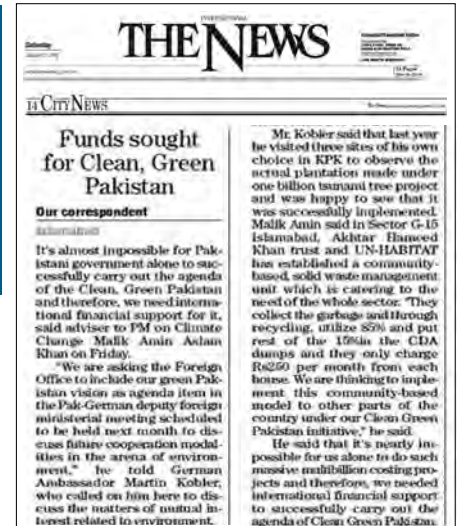 INTERNATIONAL
THE NEWS
Saturday
14 CITY NEWS
Funds sought
for Clean, Green
Pakistan
Our correspondent
Islamabad
It's almost impossible for Pak-
istani government alone to suc-
cessfully carry out the agenda
of the Clean, Green Pakistan
and therefore, we need interna-
tional financial support for it,
said adviser to PM on Climate
Change Malik Amin Aslam
Khan on Friday.
"We are asking the Foreign
Office to include our green Pak-
istan vision as agenda item in
the Pak-German deputy foreign
ministerial meeting scheduled
to be held next month to dis-
cuss future cooperation modal-
ities in the arena of environ-
ment," he told German
Ambassador Martin Kobler,
who called on him here to dis-
cuss the matters of mutual in-
terest related to environment.
Mr. Kobler said that last year
he visited three sites of his own
choice in KPK to observe the
actual plantation made under
one billion tsunami tree project
and was happy to see that it
was successfully implemented.
Malik Amin said in Sector G-15
Islamabad, Akhtar Hameed
Khan trust and UN-HABITAT
has established a community-
based, solid waste management
unit which is catering to the
need of the whole sector. "They
collect the garbage and through
recycling, utilize 85% and put
rest of the 15%in the CDA
dumps and they only charge
Rs250 per month from each
house. We are thinking to imple-
ment this community-based
model to other parts of the
country under our Clean Green
Pakistan initiative," he said.
He said that it's nearly im-
possible for us alone to do such
massive multibillion costing pro-
jects and therefore, we needed
international financial support
to successfully carry out the
agenda of Clean Green Pakistan.